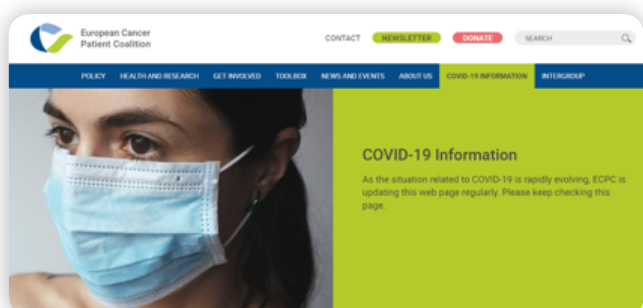 European Cancer
Patient Coalition
CONTACT NEWSLETTER DONATE SEARCH
POLICY HEALTH AND RESEARCH GET INVOLVED TOOLBOX NEWS AND EVENTS ABOUT US COVID-19 INFORMATION INTERGROUP
COVID-19 Information
As the situation related to COVID-19 is rapidly evolving, ECPC is
updating this web page regularly. Please keep checking this
page.